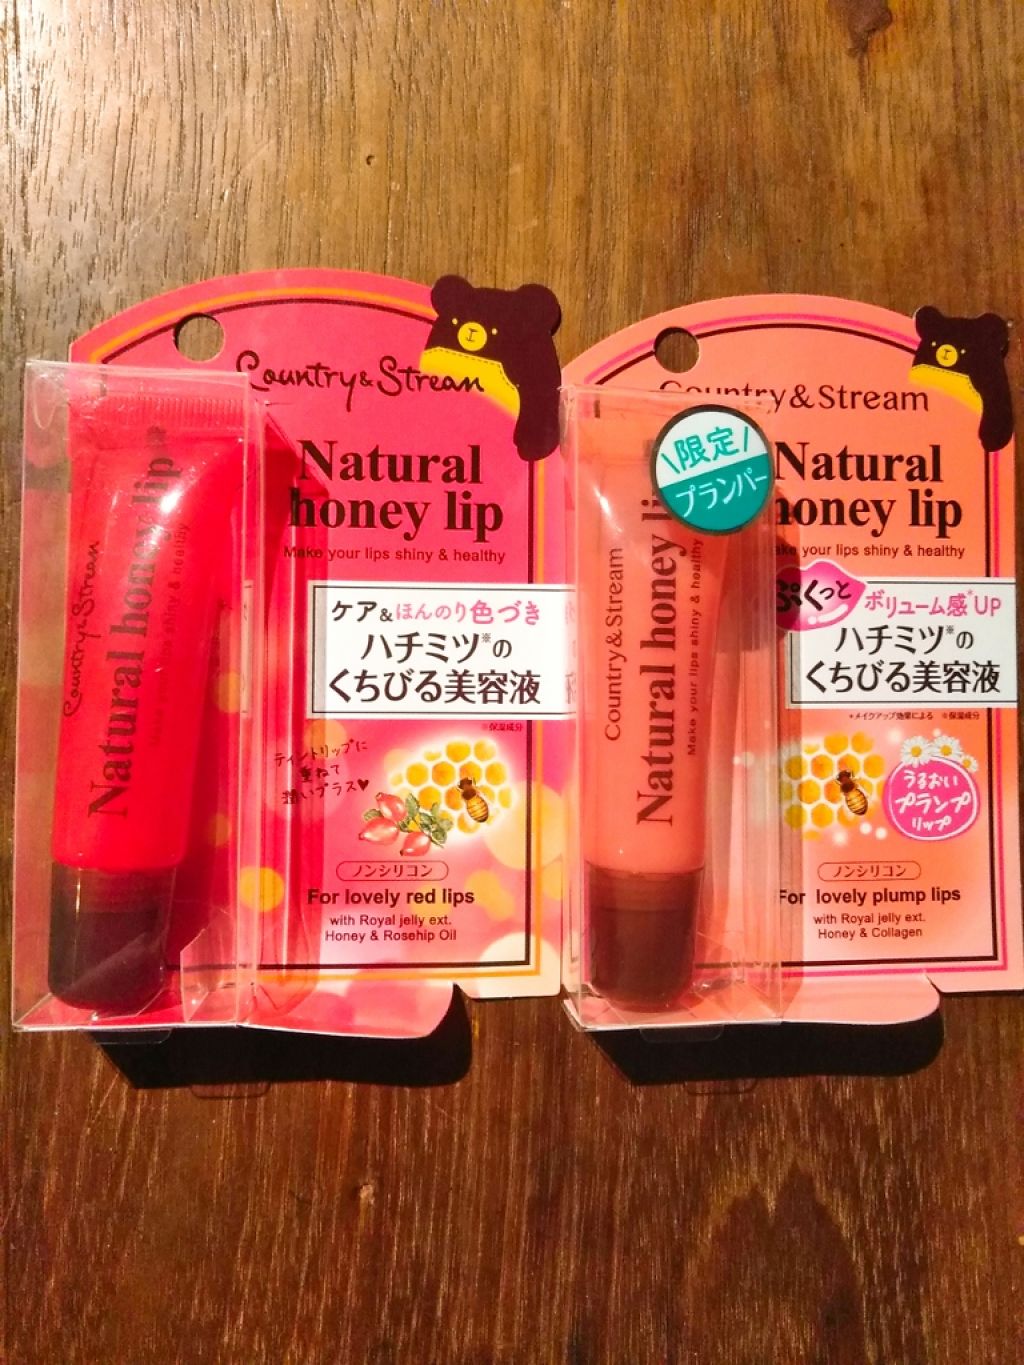 Country & Stream
Natural
honey lip
Make your lips shiny & healthy
ケア&ほんのり色づき
ハチミツ※の
くちびる美容液
※保湿成分
ティントリップに
重ねて
潤いプラス♥
ノンシリコン
For lovely red lips
with Royal jelly ext.
Honey & Rosehip Oil
Country & Stream
Natural honey lip
Make your lips shiny & healthy
Country & Stream
\限定/
プランパー
Natural
honey lip
Make your lips shiny & healthy
ぷくっと
ボリューム感*UP
ハチミツ※の
くちびる美容液
*メイクアップ効果による ※保湿成分
うるおい
プランプ
リップ
ノンシリコン
For lovely plump lips
with Royal jelly ext.
Honey & Collagen
Country & Stream
Natural honey li
Make your lips shiny & healthy